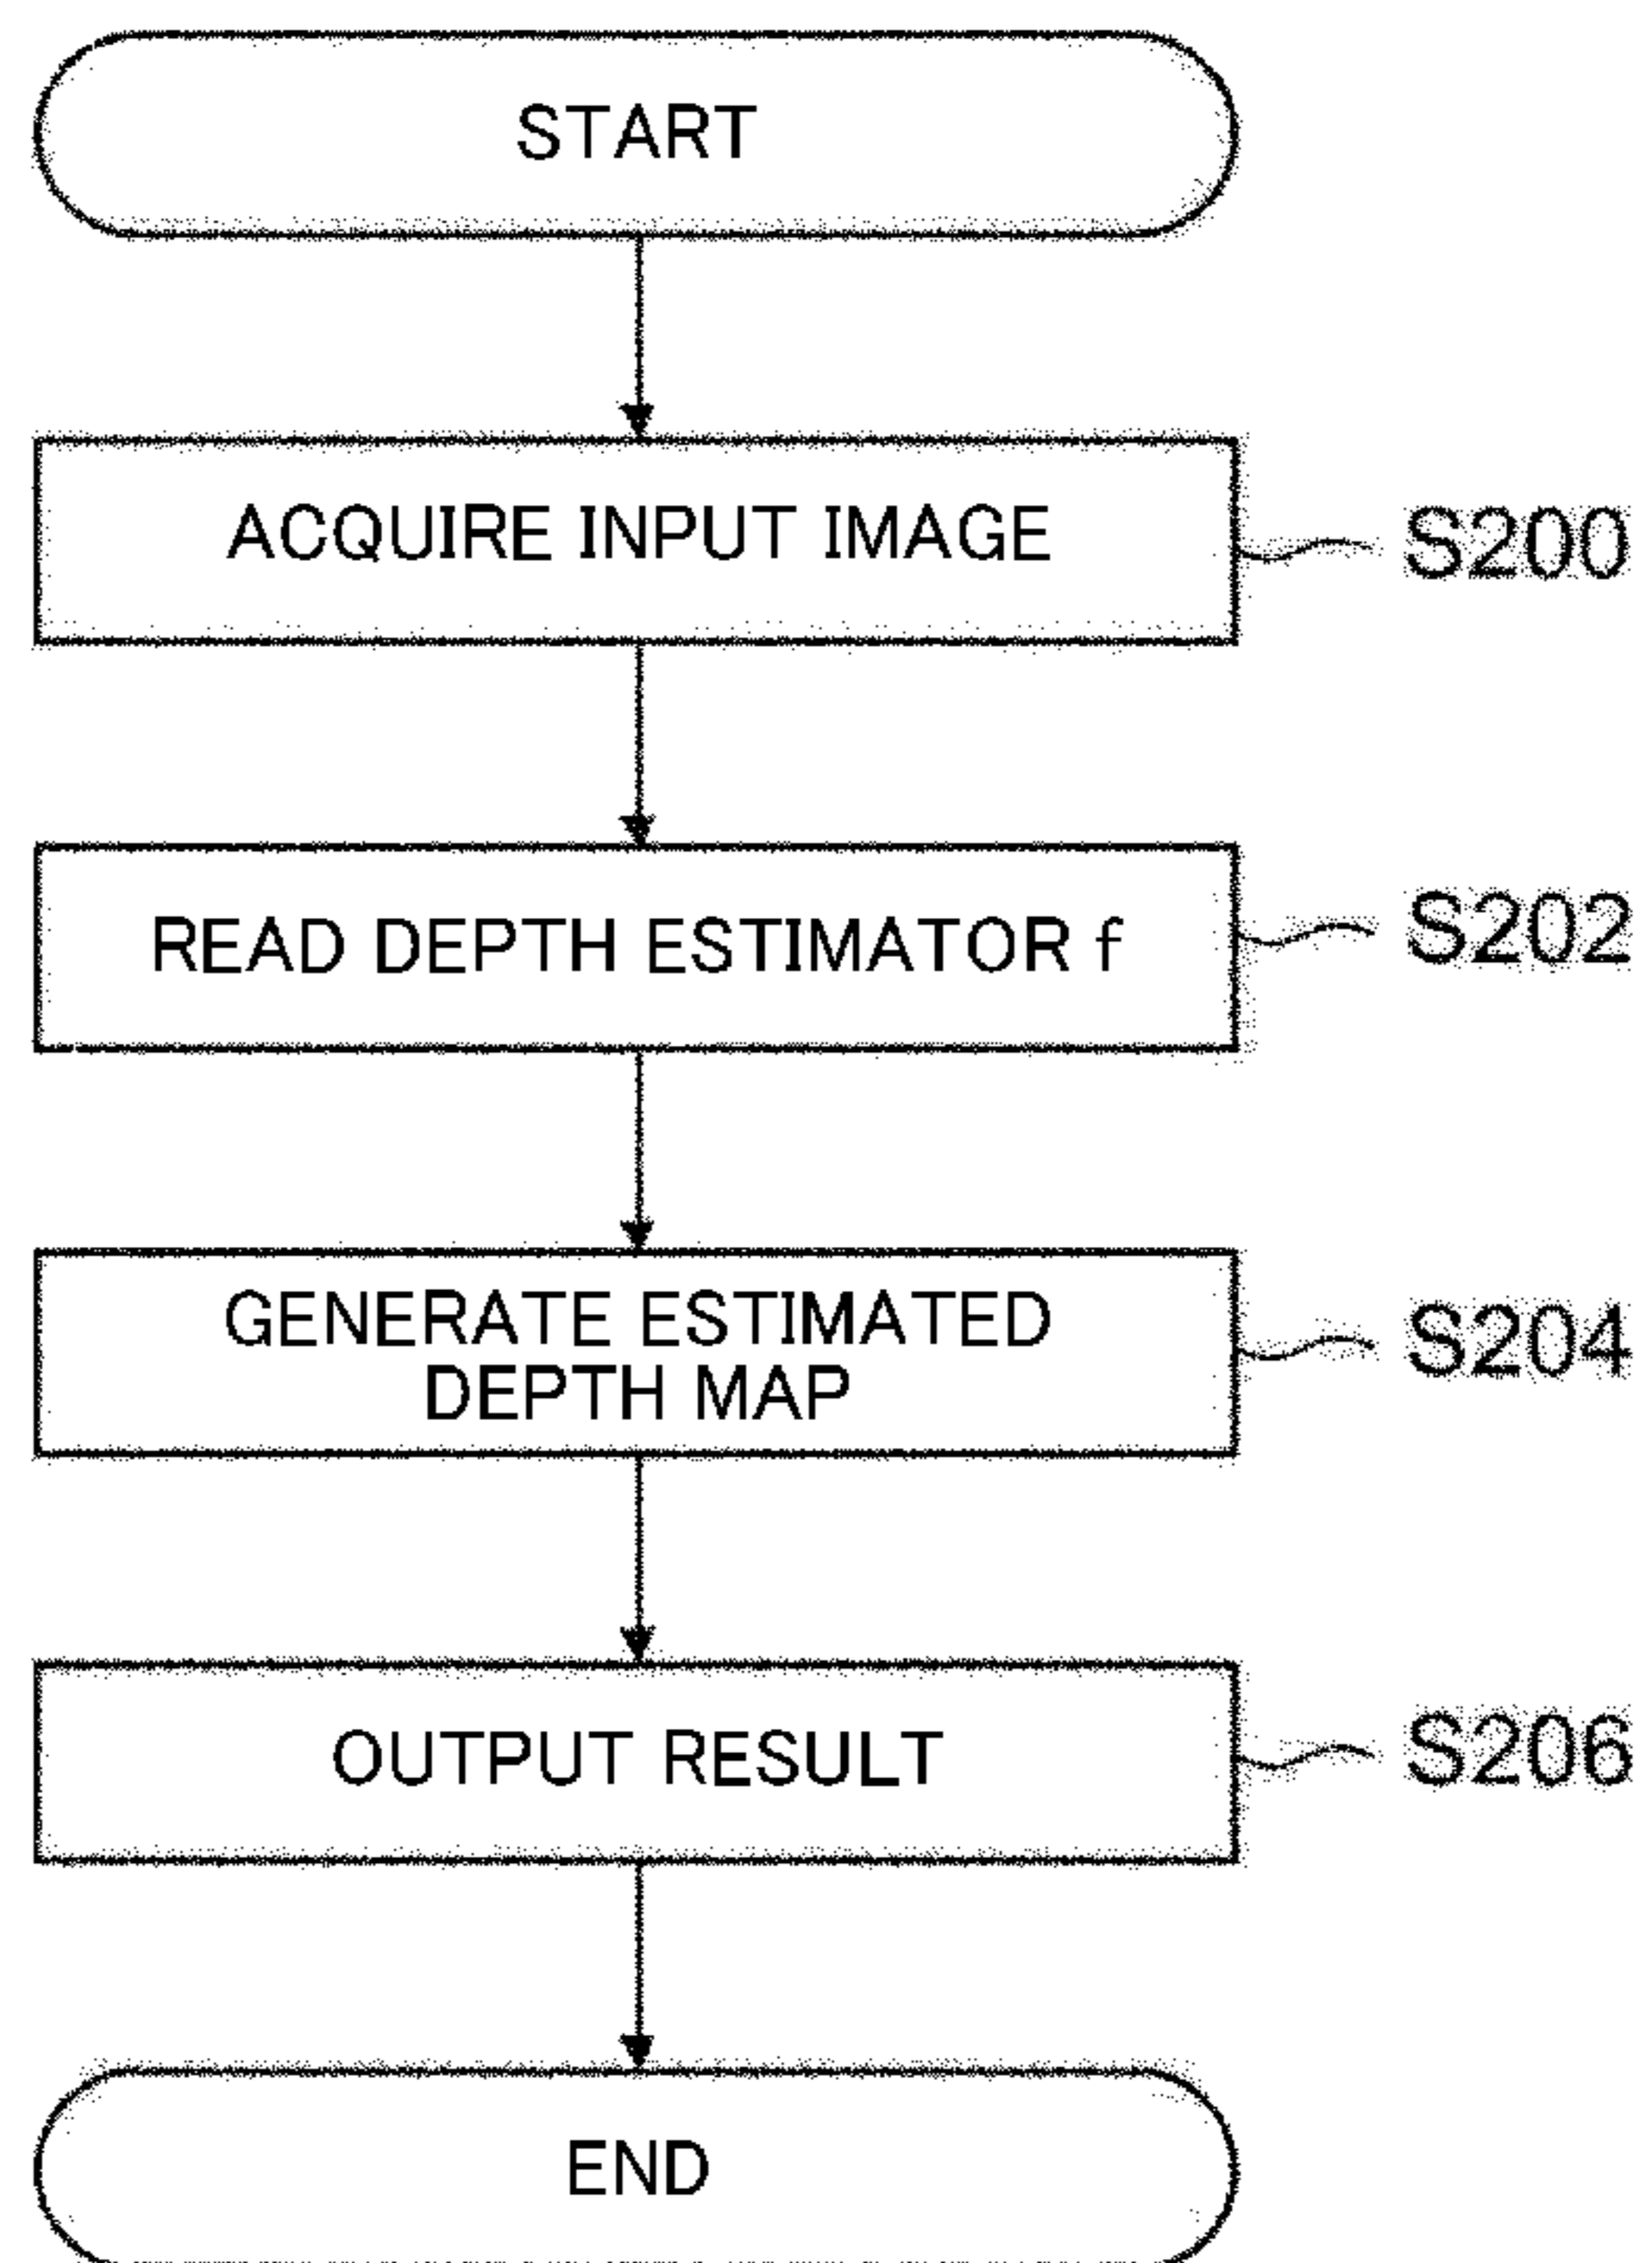 START
ACQUIRE INPUT IMAGE
S200
READ DEPTH ESTIMATOR f
S202
GENERATE ESTIMATED
DEPTH MAP
S204
OUTPUT RESULT
S206
END